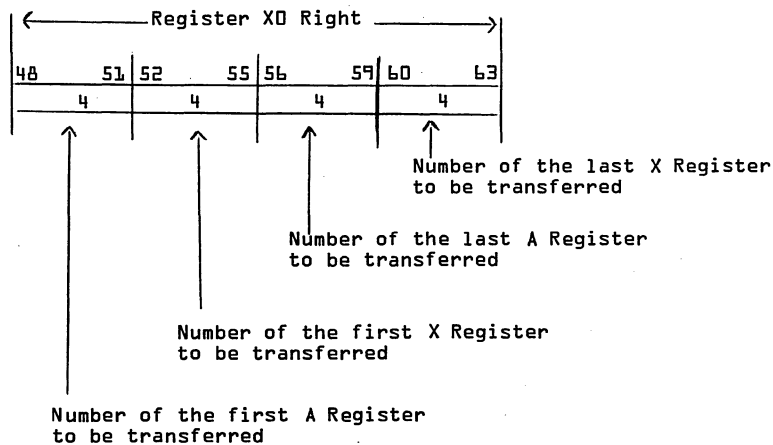 Register X0 Right
48 51 52 55 56 59 60 63
4 4 4 4
Number of the last X Register
to be transferred
Number of the last A Register
to be transferred
Number of the first X Register
to be transferred
Number of the first A Register
to be transferred